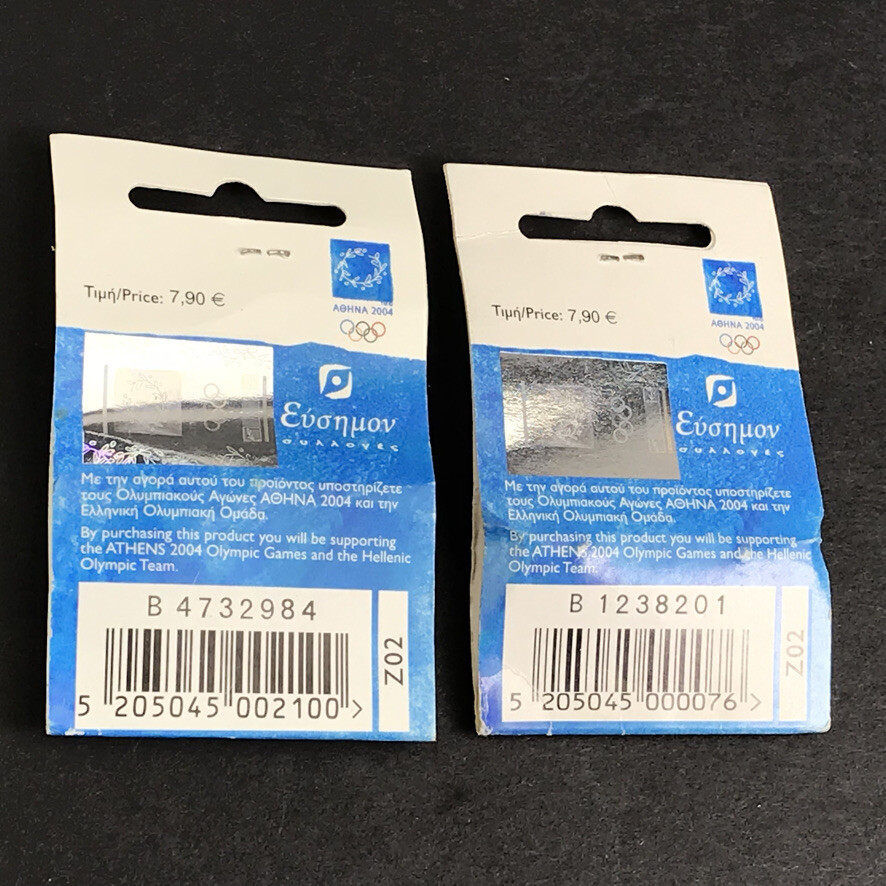 Τιμή/Price: 7,90 €
ΑΘΗΝΑ 2004
Εύσημον
συλλογές
Με την αγορά αυτού του προϊόντος υποστηρίζετε
τους Ολυμπιακούς Αγώνες ΑΘΗΝΑ 2004 και την
Ελληνική Ολυμπιακή Ομάδα.
By purchasing this product you will be supporting
the ATHENS 2004 Olympic Games and the Hellenic
Olympic Team.
B 4732984
Z02
5 205045 002100 >
Τιμή/Price: 7,90 €
ΑΘΗΝΑ 2004
Εύσημον
συλλογές
Με την αγορά αυτού του προϊόντος υποστηρίζετε
τους Ολυμπιακούς Αγώνες ΑΘΗΝΑ 2004 και την
Ελληνική Ολυμπιακή Ομάδα.
By purchasing this product you will be supporting
the ATHENS 2004 Olympic Games and the Hellenic
Olympic Team.
B 1238201
Z02
5 205045 000076 >